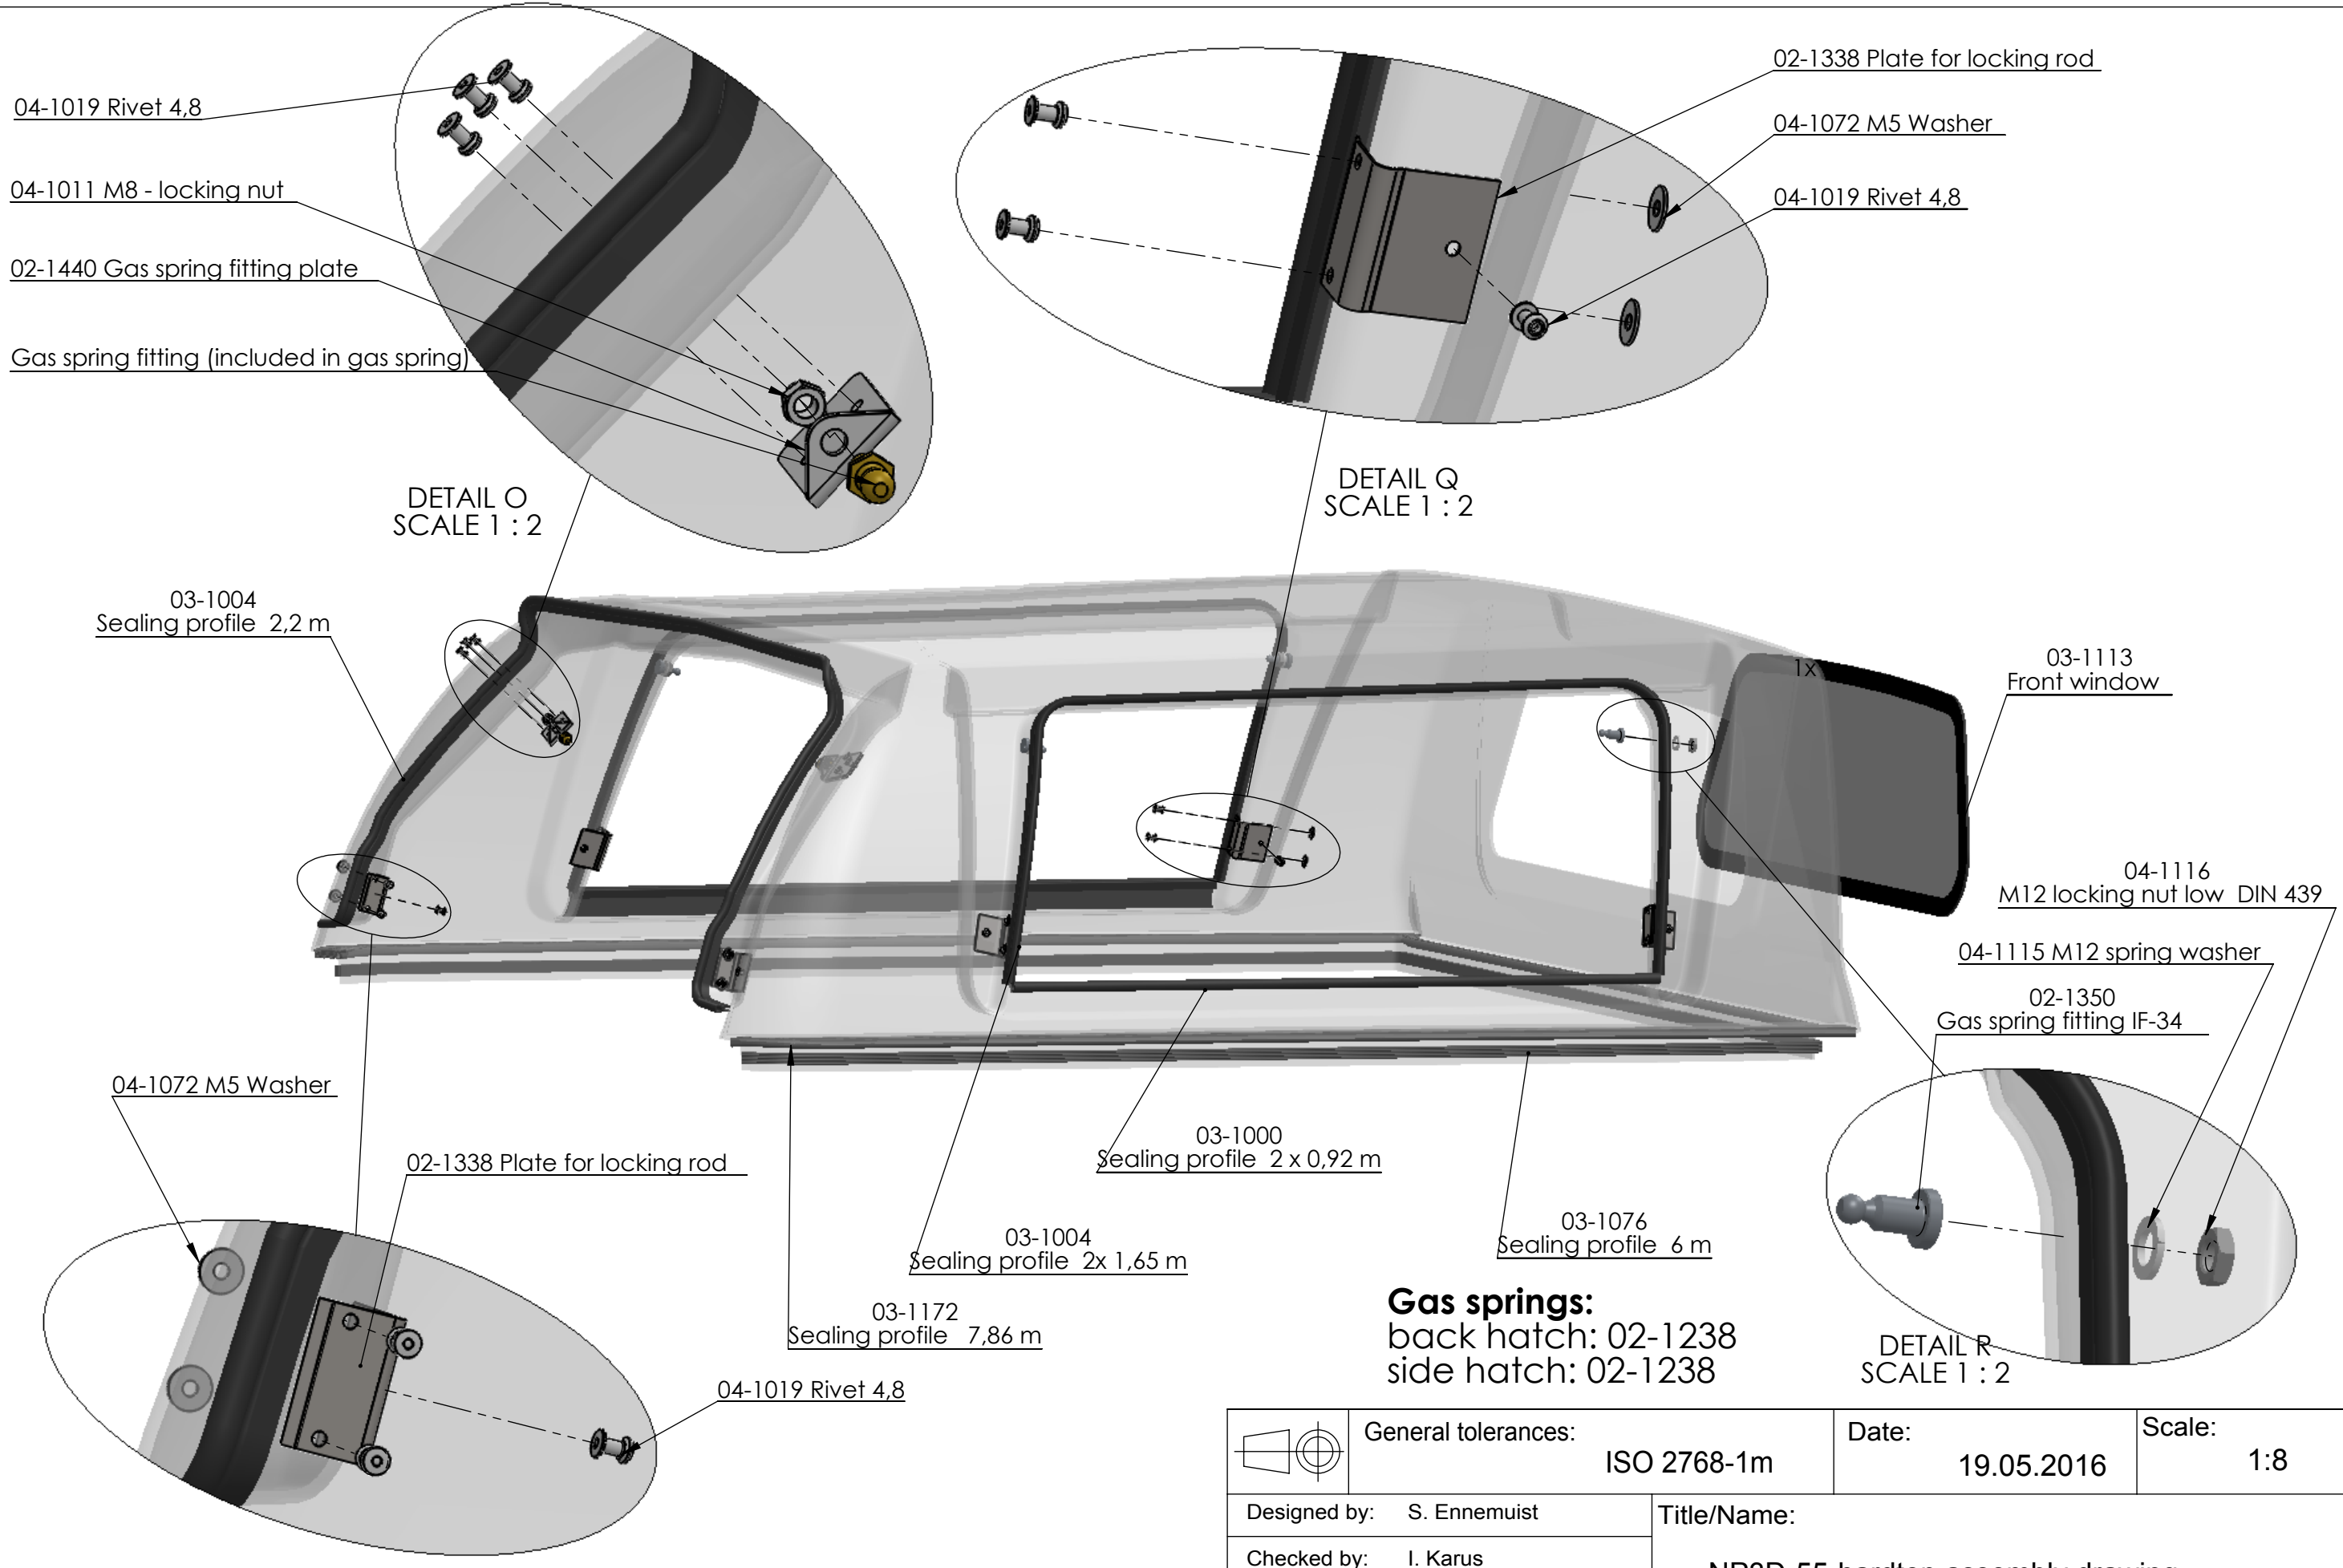 04-1019 Rivet 4,8
04-1011 M8 - locking nut
02-1440 Gas spring fitting plate
Gas spring fitting (included in gas spring)
DETAIL O
SCALE 1 : 2
02-1338 Plate for locking rod
04-1072 M5 Washer
04-1019 Rivet 4,8
DETAIL Q
SCALE 1 : 2
03-1004
Sealing profile 2,2 m
1x
03-1113
Front window
04-1116
M12 locking nut low DIN 439
04-1115 M12 spring washer
02-1350
Gas spring fitting IF-34
04-1072 M5 Washer
02-1338 Plate for locking rod
04-1019 Rivet 4,8
03-1000
Sealing profile 2 x 0,92 m
03-1004
Sealing profile 2x 1,65 m
03-1076
Sealing profile 6 m
03-1172
Sealing profile 7,86 m
Gas springs:
back hatch: 02-1238
side hatch: 02-1238
DETAIL R
SCALE 1 : 2
General tolerances:
ISO 2768-1m
Date:
19.05.2016
Scale:
1:8
Designed by: S. Ennemuist
Checked by: I. Karus
Title/Name: